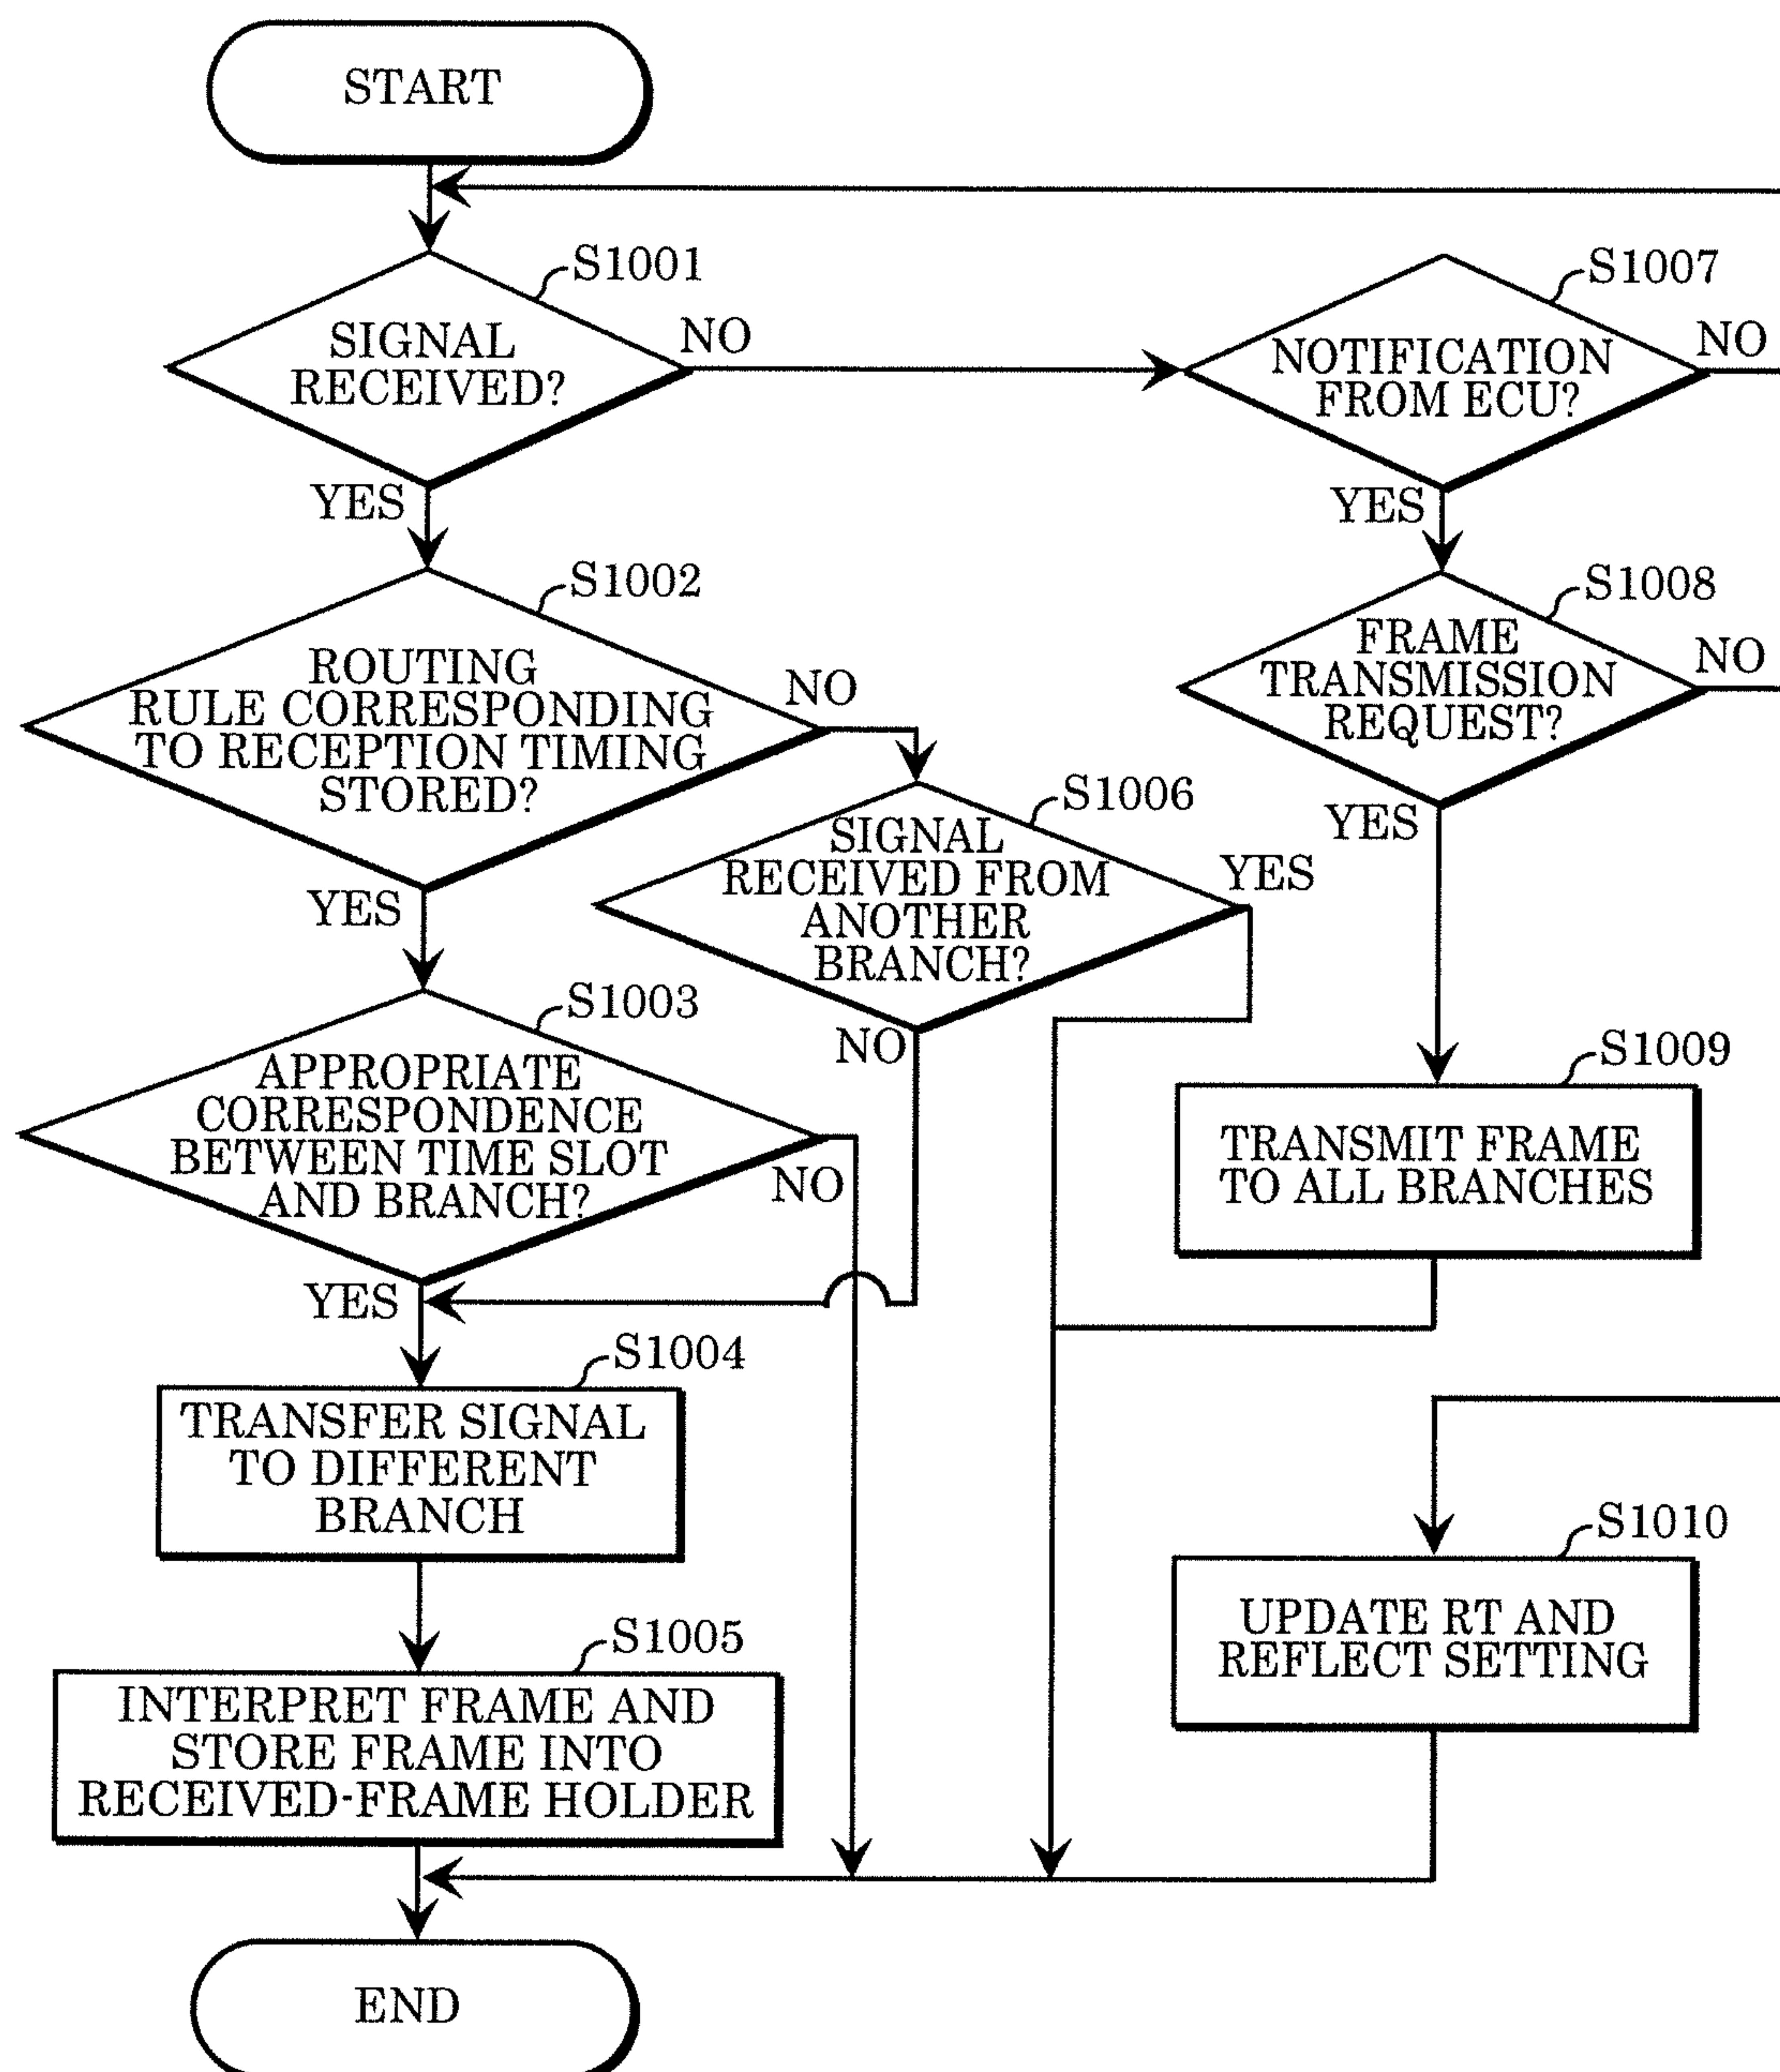 START
S1001
SIGNAL
RECEIVED?
NO
YES
S1007
NOTIFICATION
FROM ECU?
NO
YES
S1002
ROUTING
RULE CORRESPONDING
TO RECEPTION TIMING
STORED?
NO
YES
S1008
FRAME
TRANSMISSION
REQUEST?
NO
YES
S1006
SIGNAL
RECEIVED FROM
ANOTHER
BRANCH?
YES
NO
S1003
APPROPRIATE
CORRESPONDENCE
BETWEEN TIME SLOT
AND BRANCH?
NO
YES
S1009
TRANSMIT FRAME
TO ALL BRANCHES
S1004
TRANSFER SIGNAL
TO DIFFERENT
BRANCH
S1010
UPDATE RT AND
REFLECT SETTING
S1005
INTERPRET FRAME AND
STORE FRAME INTO
RECEIVED-FRAME HOLDER
END